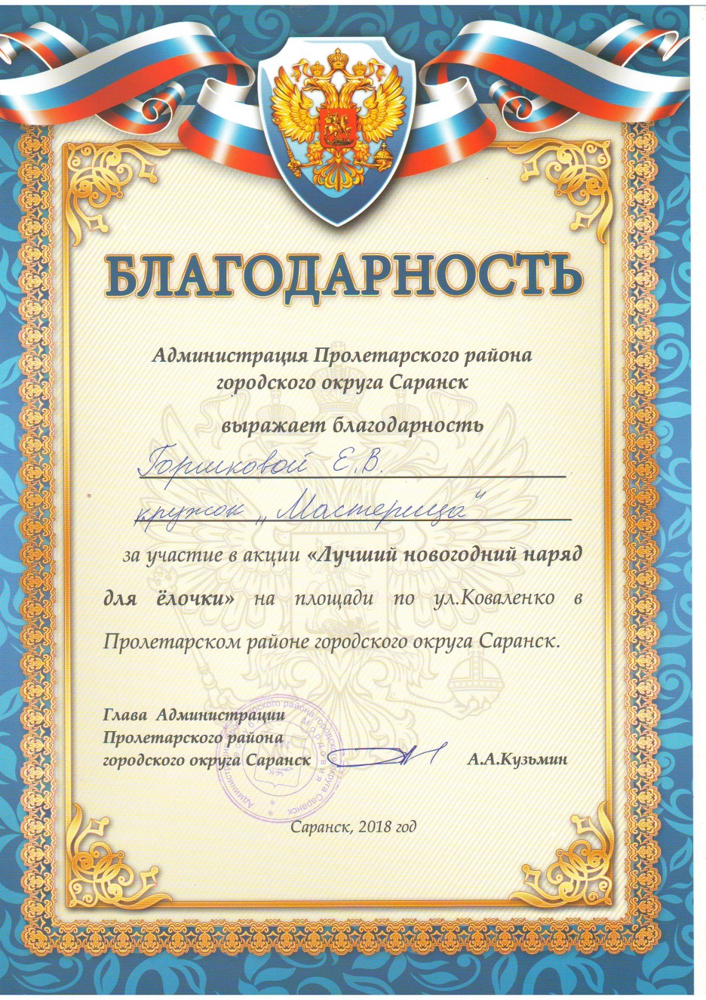 БЛАГОДАРНОСТЬ
Администрация Пролетарского района
городского округа Саранск
выражает благодарность
Горшковой Е.В.
кружок „Мастерица"
за участие в акции «Лучший новогодний наряд
для ёлочки» на площади по ул.Коваленко в
Пролетарском районе городского округа Саранск.
Глава Администрации
Пролетарского района
городского округа Саранск А.А.Кузьмин
Саранск, 2018 год